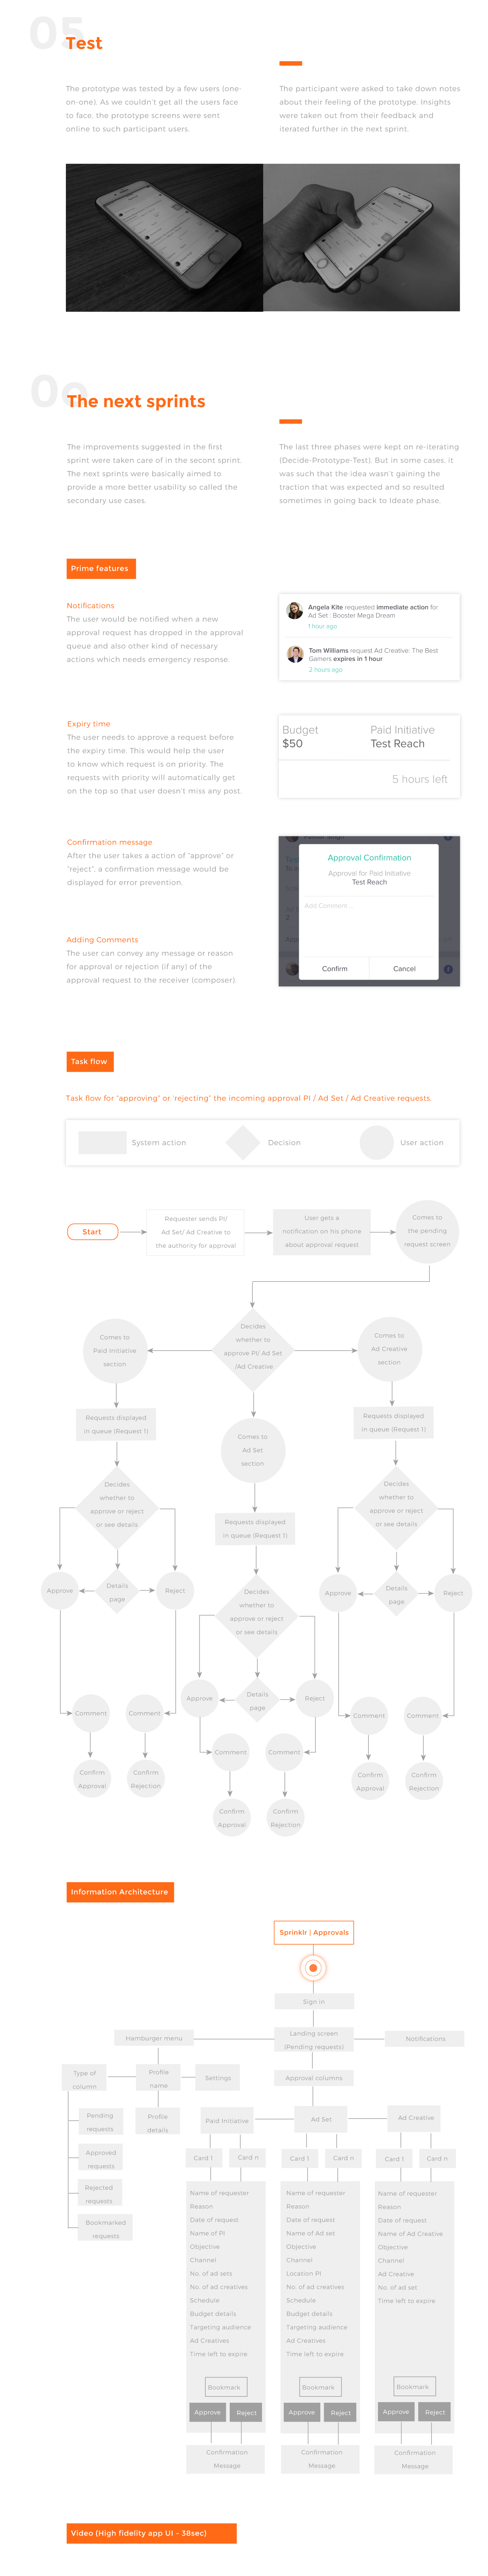 05
Test
The prototype was tested by a few users (one-
on-one). As we couldn't get all the users face
to face, the prototype screens were sent
online to such participant users.
The participant were asked to take down notes
about their feeling of the prototype. Insights
were taken out from their feedback and
iterated further in the next sprint.
The next sprints
The improvements suggested in the first
sprint were taken care of in the second sprint.
The next sprints were basically aimed to
provide a more better usability so called the
secondary use cases.
The last three phases were kept on re-iterating
(Decide-Prototype-Test). But in some cases, it
was such that the idea wasn't gaining the
traction that was expected and so resulted
sometimes in going back to Ideate phase.
Prime features
Notifications
The user would be notified when a new
approval request has dropped in the approval
queue and also other kind of necessary
actions which needs emergency response.
Angela Kite requested immediate action for
Ad Set : Booster Mega Dream
1 hour ago
Tom Williams request Ad Creative: The Best
Gamers expires in 1 hour
2 hours ago
Expiry time
The user needs to approve a request before
the expiry time. This would help the user
to know which request is on priority. The
requests with priority will automatically get
on the top so that user doesn't miss any post.
Budget
$50
Paid Initiative
Test Reach
5 hours left
Confirmation message
After the user takes a action of "approve" or
"reject", a confirmation message would be
displayed for error prevention.
Approval Confirmation
Approval for Paid Initiative
Test Reach
Add Comment ...
Confirm
Cancel
Adding Comments
The user can convey any message or reason
for approval or rejection (if any) of the
approval request to the receiver (composer).
Task flow
Task flow for "approving" or 'rejecting" the incoming approval PI / Ad Set / Ad Creative requests.
System action
Decision
User action
Start
Requester sends PI/
Ad Set/ Ad Creative to
the authority for approval
User gets a
notification on his phone
about approval request
Comes to
the pending
request screen
Decides
whether to
approve PI/ Ad Set
/Ad Creative
Comes to
Paid Initiative
section
Comes to
Ad Creative
section
Requests displayed
in queue (Request 1)
Comes to
Ad Set
section
Requests displayed
in queue (Request 1)
Decides
whether to
approve or reject
or see details
Requests displayed
in queue (Request 1)
Decides
whether to
approve or reject
or see details
Approve
Details
page
Reject
Decides
whether to
approve or reject
or see details
Approve
Details
page
Reject
Approve
Details
page
Reject
Comment
Comment
Comment
Comment
Comment
Comment
Confirm
Approval
Confirm
Rejection
Confirm
Approval
Confirm
Rejection
Confirm
Approval
Confirm
Rejection
Information Architecture
Sprinklr | Approvals
Sign in
Hamburger menu
Landing screen
(Pending requests)
Notifications
Type of
column
Profile
name
Settings
Approval columns
Pending
requests
Profile
details
Approved
requests
Rejected
requests
Bookmarked
requests
Paid Initiative
Ad Set
Ad Creative
Card 1
Card n
Card 1
Card n
Card 1
Card n
Name of requester
Reason
Date of request
Name of PI
Objective
Channel
No. of ad sets
No. of ad creatives
Schedule
Budget details
Targeting audience
Ad Creatives
Time left to expire
Bookmark
Approve
Reject
Confirmation
Message
Name of requester
Reason
Date of request
Name of Ad set
Objective
Channel
Location PI
No. of ad creatives
Schedule
Budget details
Targeting audience
Ad Creatives
Time left to expire
Bookmark
Approve
Reject
Confirmation
Message
Name of requester
Reason
Date of request
Name of Ad Creative
Objective
Channel
Ad Creative
No. of ad set
Time left to expire
Bookmark
Approve
Reject
Confirmation
Message
Video (High fidelity app UI - 38sec)